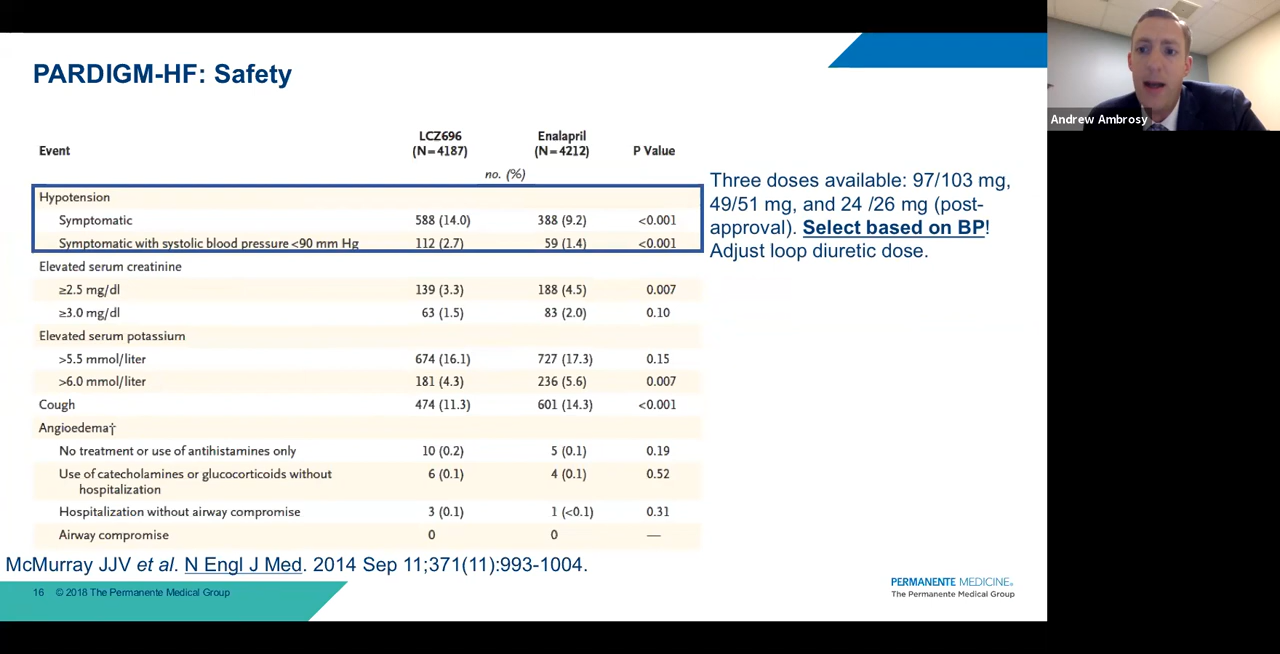 PARDIGM-HF: Safety
Andrew Ambrosy
LCZ696 Enalapril
Event (N=4187) (N=4212) P Value
no. (%)
Hypotension
Symptomatic 588 (14.0) 388 (9.2) <0.001
Symptomatic with systolic blood pressure <90 mm Hg 112 (2.7) 59 (1.4) <0.001
Elevated serum creatinine
≥2.5 mg/dl 139 (3.3) 188 (4.5) 0.007
≥3.0 mg/dl 63 (1.5) 83 (2.0) 0.10
Elevated serum potassium
>5.5 mmol/liter 674 (16.1) 727 (17.3) 0.15
>6.0 mmol/liter 181 (4.3) 236 (5.6) 0.007
Cough 474 (11.3) 601 (14.3) <0.001
Angioedema†
No treatment or use of antihistamines only 10 (0.2) 5 (0.1) 0.19
Use of catecholamines or glucocorticoids without 6 (0.1) 4 (0.1) 0.52
hospitalization
Hospitalization without airway compromise 3 (0.1) 1 (<0.1) 0.31
Airway compromise 0 0 —
Three doses available: 97/103 mg,
49/51 mg, and 24 /26 mg (post-
approval). Select based on BP!
Adjust loop diuretic dose.
McMurray JJV et al. N Engl J Med. 2014 Sep 11;371(11):993-1004.
16 © 2018 The Permanente Medical Group
PERMANENTE MEDICINE®
The Permanente Medical Group